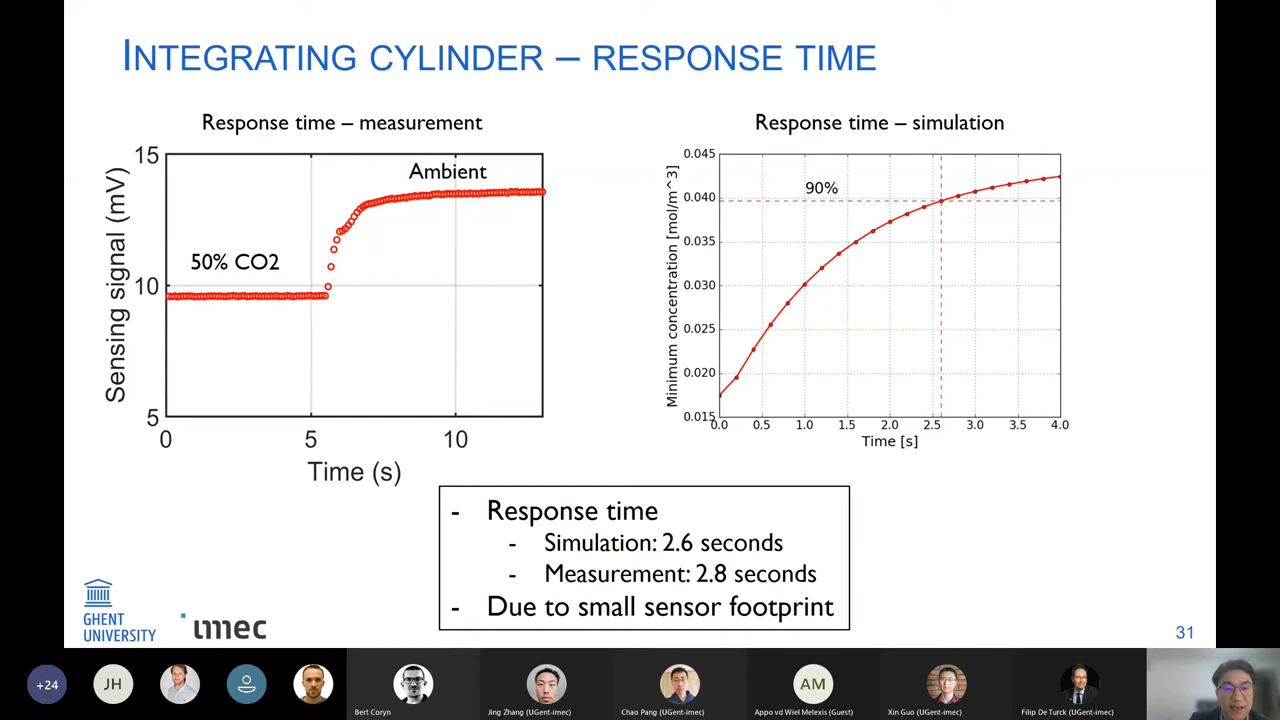 INTEGRATING CYLINDER – RESPONSE TIME
Response time – measurement
Sensing signal (mV)
15
10
5
50% CO2
Ambient
0
5
10
Time (s)
Response time – simulation
Minimum concentration [mol/m^3]
0.045
0.040
0.035
0.030
0.025
0.020
0.015
90%
0.0
0.5
1.0
1.5
2.0
2.5
3.0
3.5
4.0
Time [s]
- Response time
- Simulation: 2.6 seconds
- Measurement: 2.8 seconds
- Due to small sensor footprint
GHENT
UNIVERSITY
imec
31
+24
JH
Bert Coryn
Jing Zhang (UGent-imec)
Chao Pang (UGent-imec)
AM
Appo vd Wiel Melexis (Guest)
Xin Guo (UGent-imec)
Filip De Turck (UGent-imec)